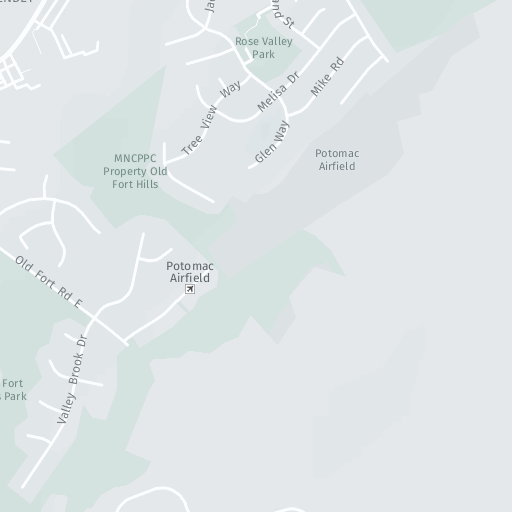 Rose Valley
Park
Melisa Dr
Mike Rd
Tree View Way
Glen Way
MNCPPC
Property Old
Fort Hills
Potomac
Airfield
Potomac
Airfield
Old Fort Rd E
Valley Brook Dr
Fort
Park